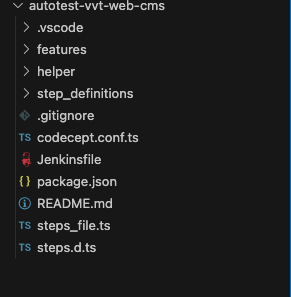 autotest-vvt-web-cms
.vscode
features
helper
step_definitions
.gitignore
TS codecept.conf.ts
Jenkinsfile
{} package.json
README.md
TS steps_file.ts
TS steps.d.ts